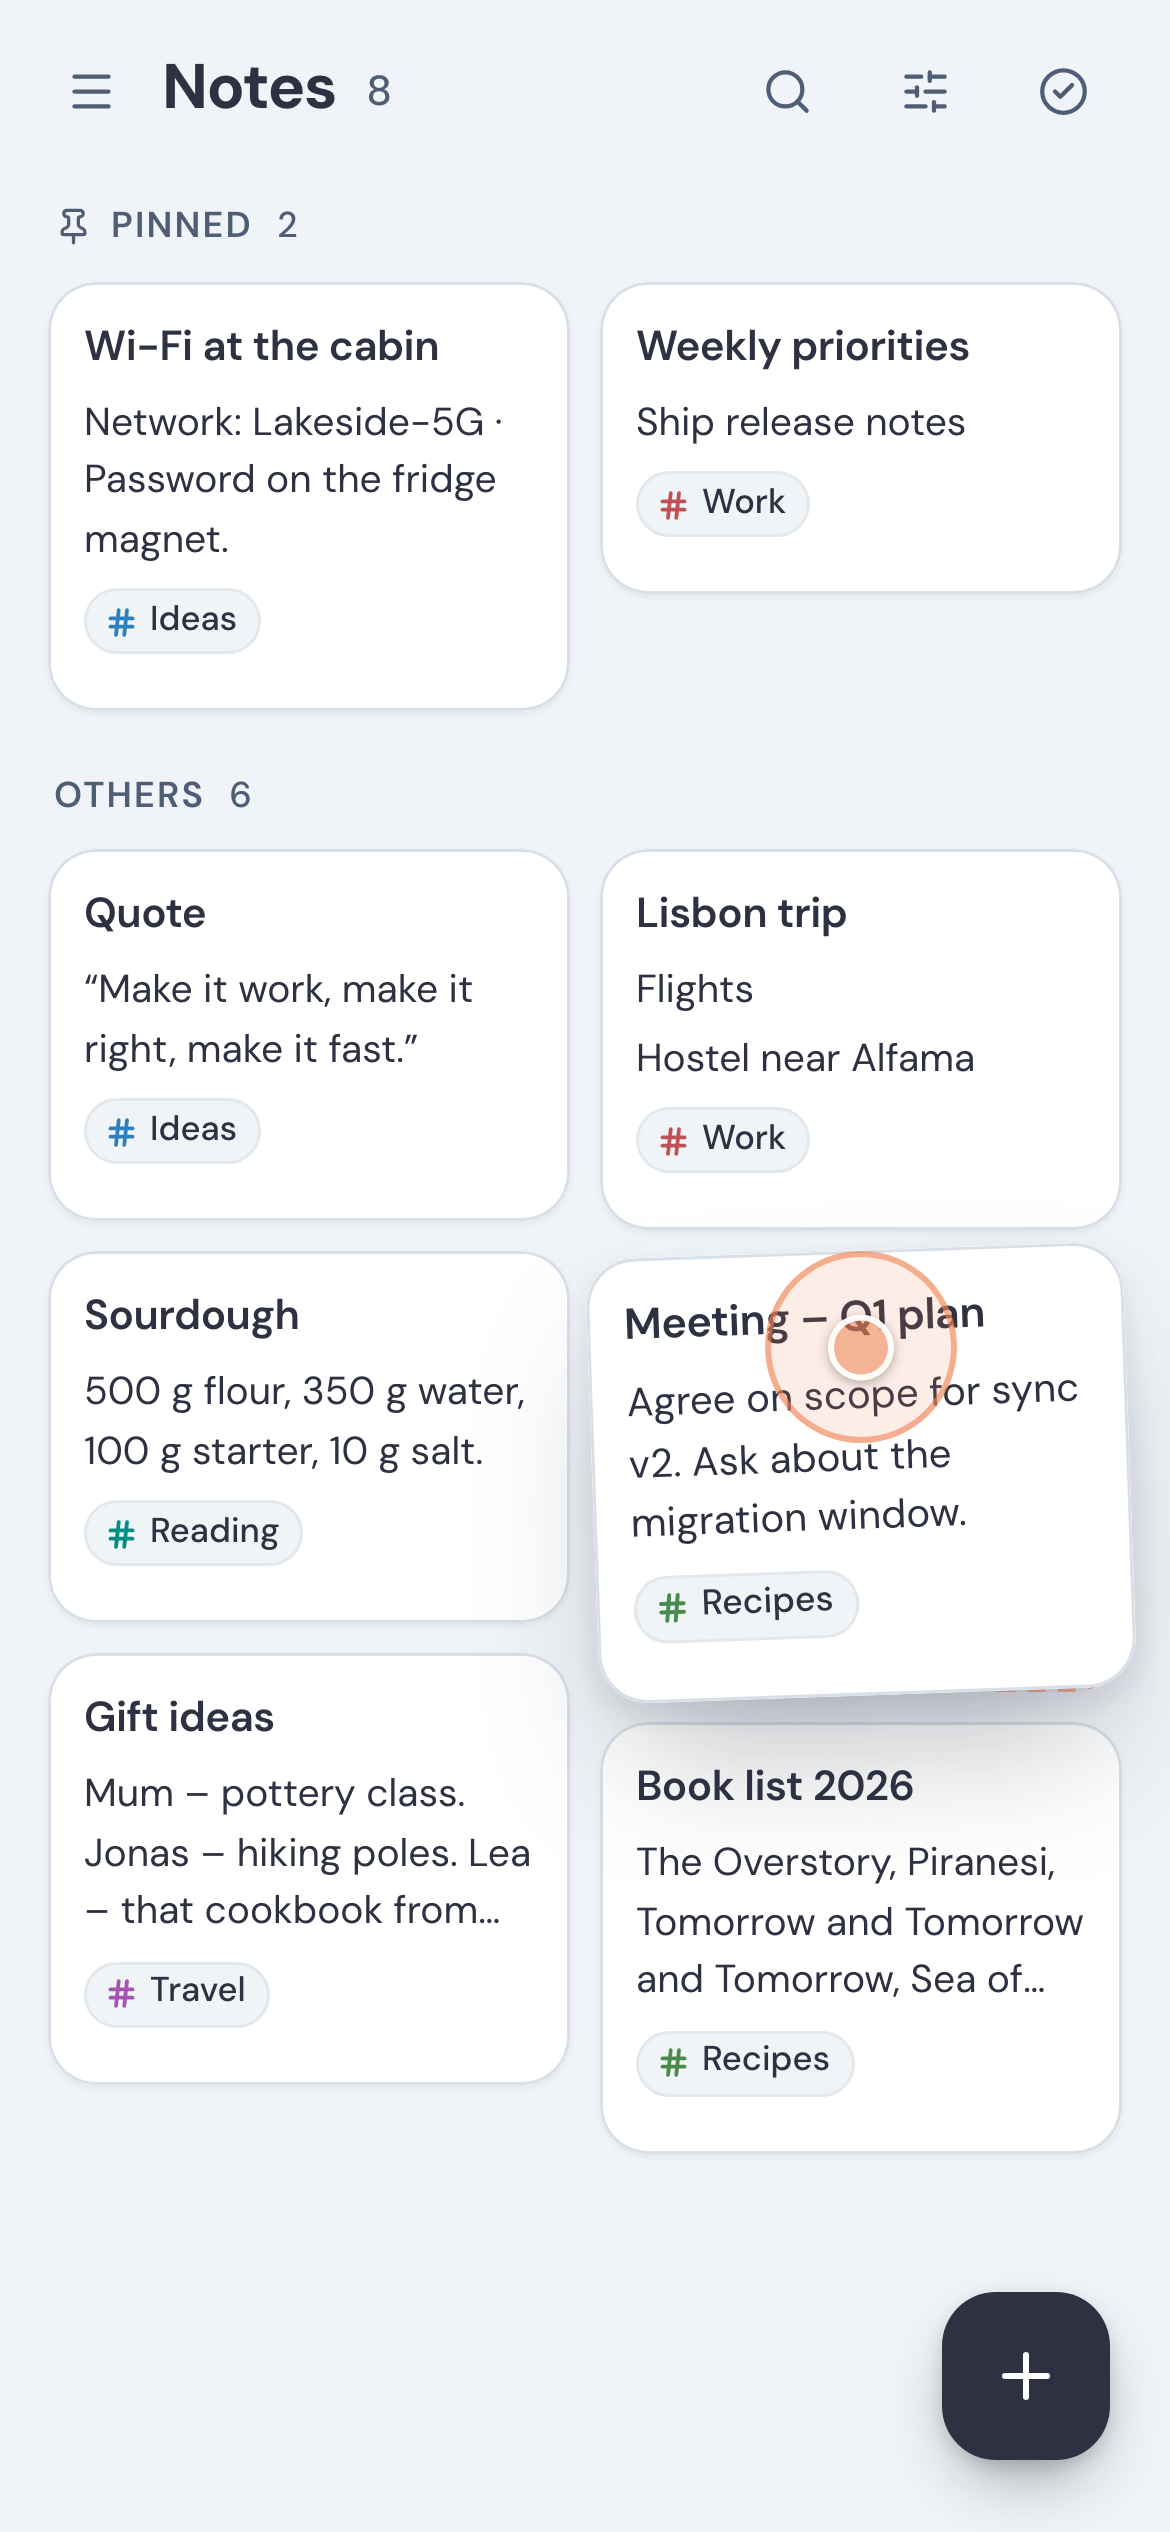 Notes 8
PINNED 2
Wi-Fi at the cabin
Network: Lakeside-5G ·
Password on the fridge
magnet.
# Ideas
Weekly priorities
Ship release notes
# Work
OTHERS 6
Quote
“Make it work, make it
right, make it fast.”
# Ideas
Lisbon trip
Flights
Hostel near Alfama
# Work
Sourdough
500 g flour, 350 g water,
100 g starter, 10 g salt.
# Reading
Meeting – Q1 plan
Agree on scope for sync
v2. Ask about the
migration window.
# Recipes
Gift ideas
Mum – pottery class.
Jonas – hiking poles. Lea
– that cookbook from…
# Travel
Book list 2026
The Overstory, Piranesi,
Tomorrow and Tomorrow
and Tomorrow, Sea of…
# Recipes